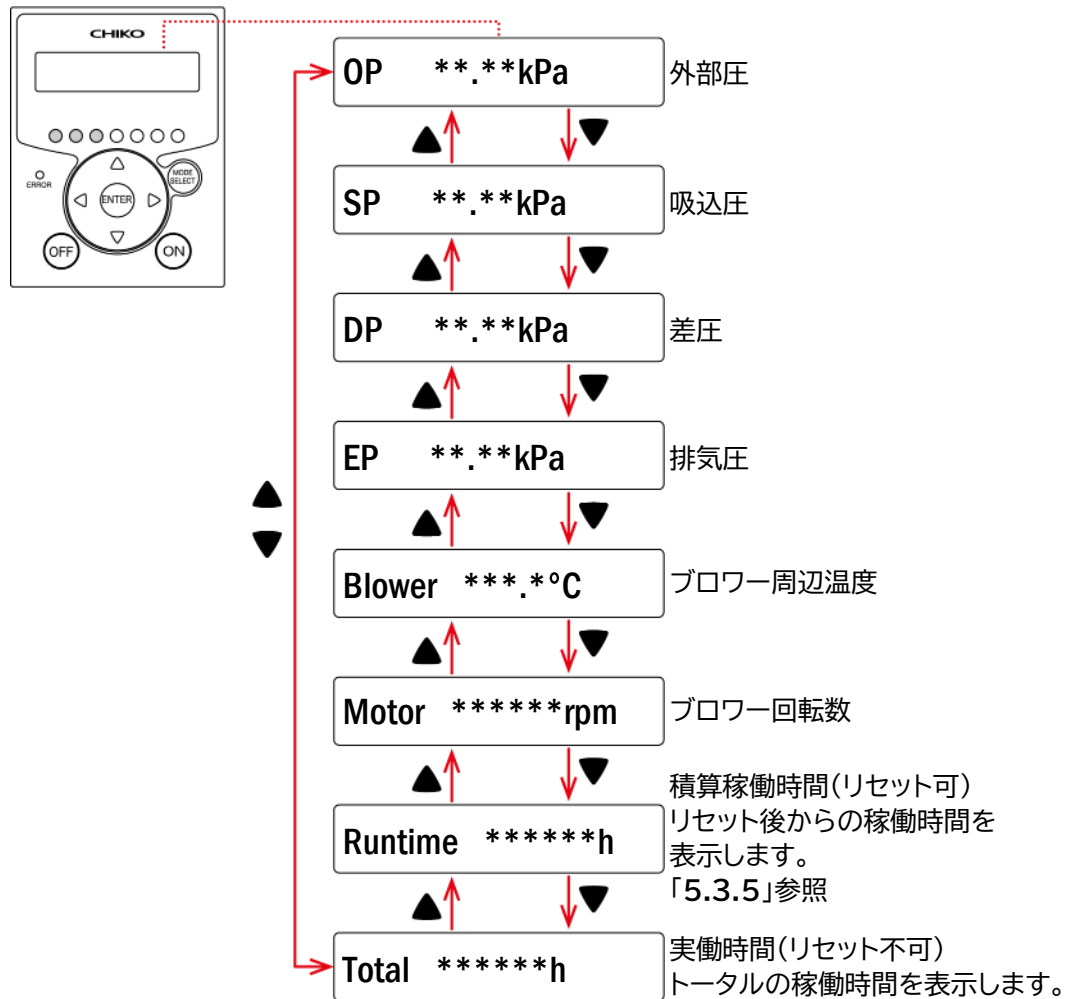 CHIKO
ERROR
MODE
SELECT
ENTER
OFF
ON
OP **.**kPa
外部圧
SP **.**kPa
吸込圧
DP **.**kPa
差圧
EP **.**kPa
排気圧
Blower ***.*°C
ブロワー周辺温度
Motor ******rpm
ブロワー回転数
Runtime ******h
積算稼働時間(リセット可)
リセット後からの稼働時間を
表示します。
「5.3.5」参照
Total ******h
実働時間(リセット不可)
トータルの稼働時間を表示します。